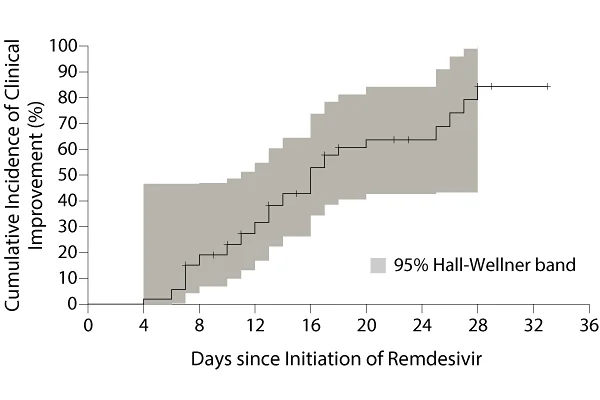 Cumulative Incidence of Clinical
Improvement (%)
100
90
80
70
60
50
40
30
20
10
0
95% Hall-Wellner band
0 4 8 12 16 20 24 28 32 36
Days since Initiation of Remdesivir